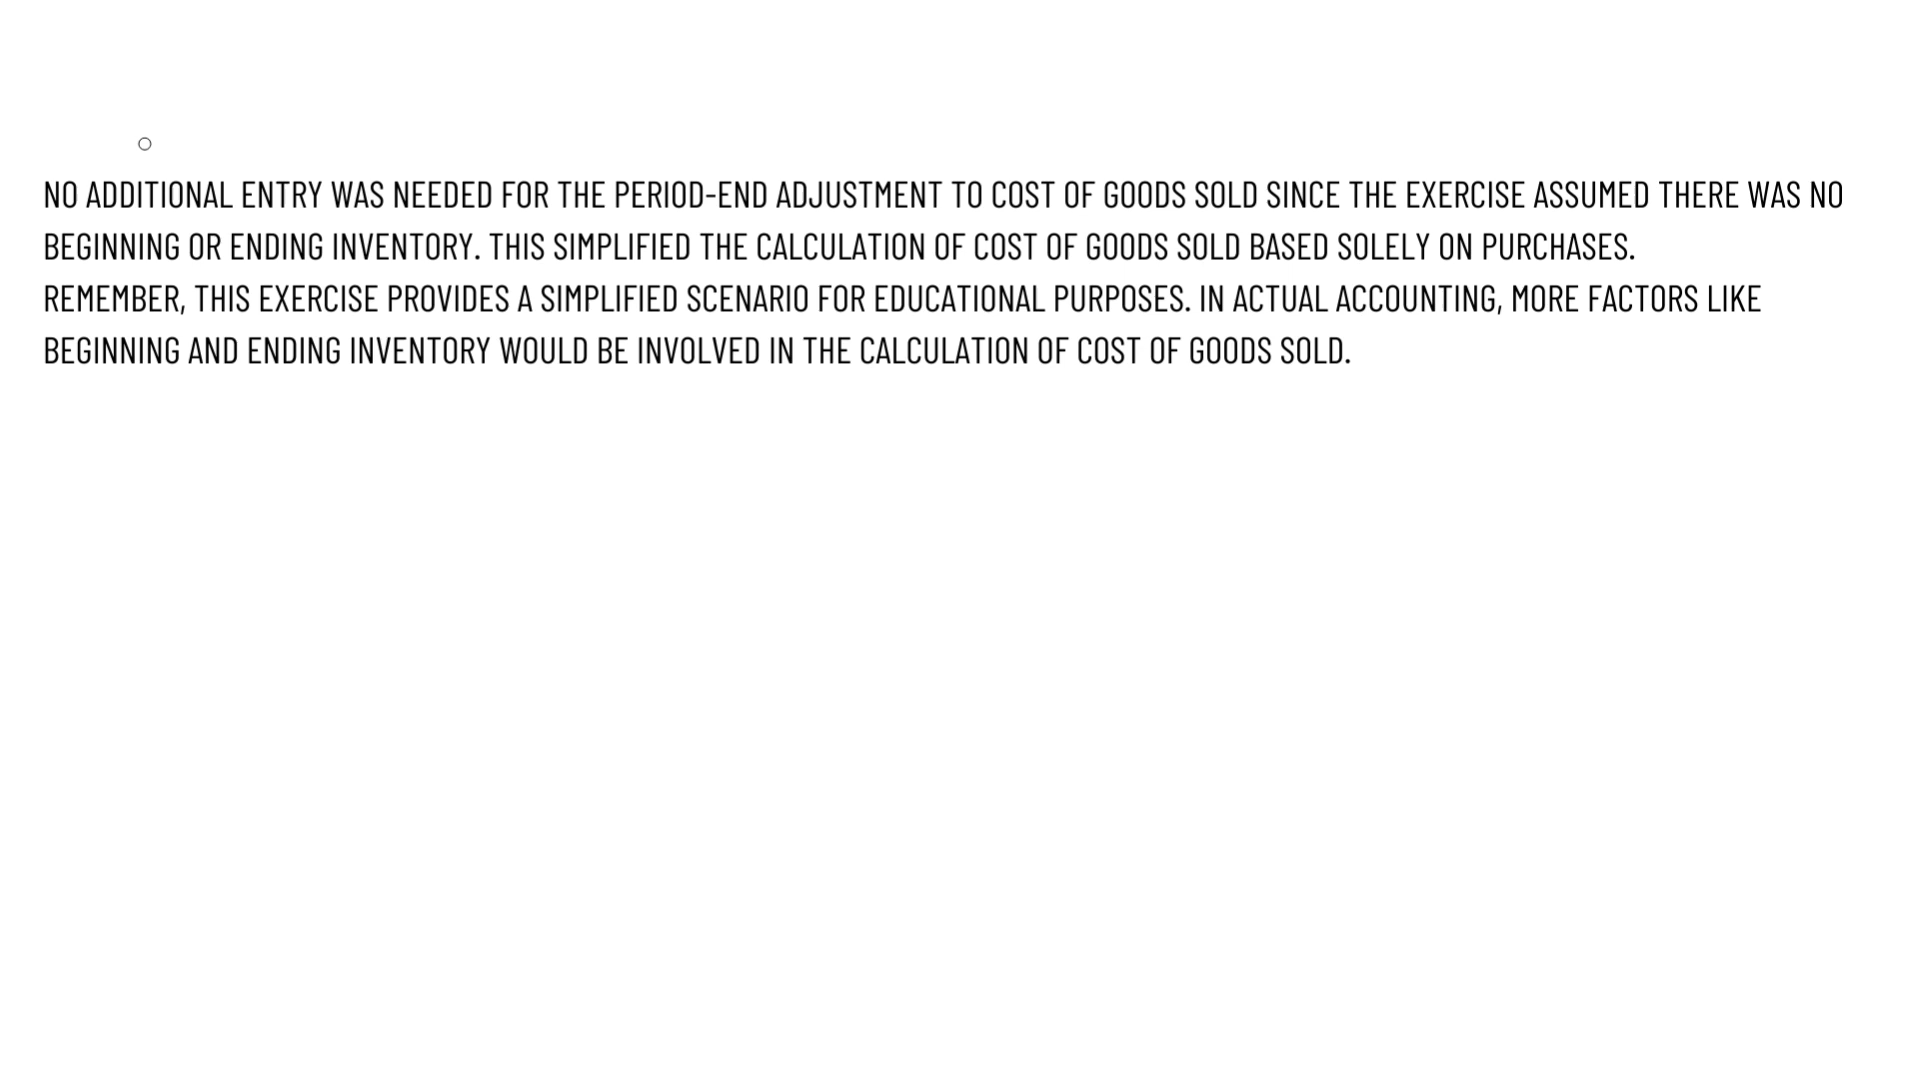 NO ADDITIONAL ENTRY WAS NEEDED FOR THE PERIOD-END ADJUSTMENT TO COST OF GOODS SOLD SINCE THE EXERCISE ASSUMED THERE WAS NO
BEGINNING OR ENDING INVENTORY. THIS SIMPLIFIED THE CALCULATION OF COST OF GOODS SOLD BASED SOLELY ON PURCHASES.
REMEMBER, THIS EXERCISE PROVIDES A SIMPLIFIED SCENARIO FOR EDUCATIONAL PURPOSES. IN ACTUAL ACCOUNTING, MORE FACTORS LIKE
BEGINNING AND ENDING INVENTORY WOULD BE INVOLVED IN THE CALCULATION OF COST OF GOODS SOLD.